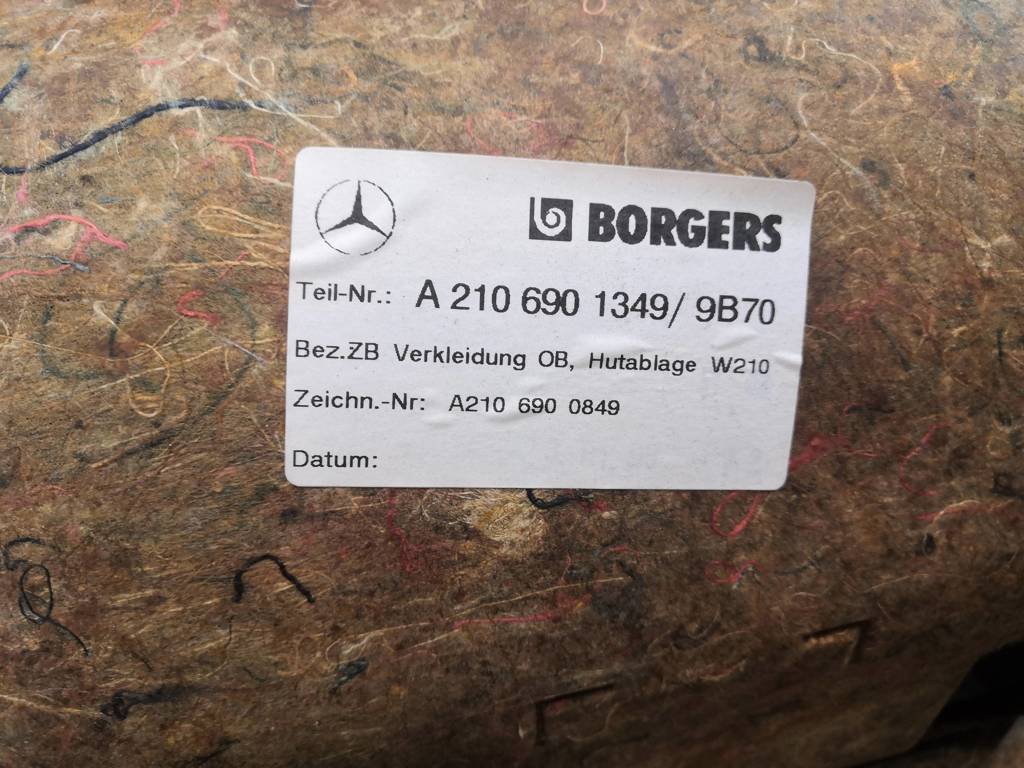 BORGERS
Teil-Nr.: A 210 690 1349/ 9B70
Bez.ZB Verkleidung OB, Hutablage W210
Zeichn.-Nr: A210 690 0849
Datum: